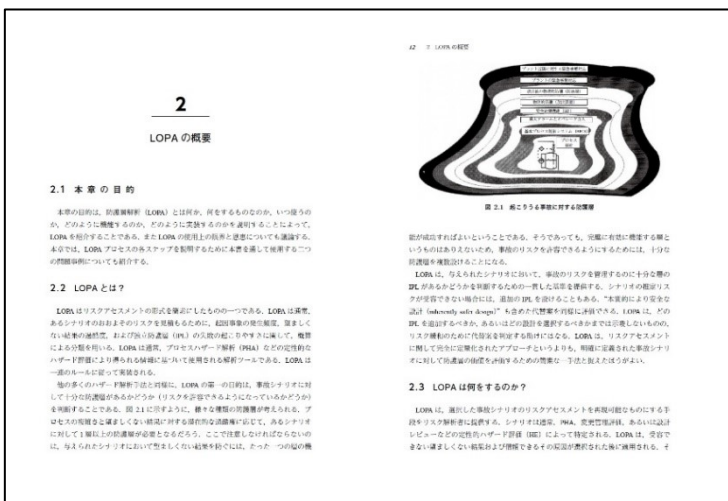 2
LOPA の概要
2.1 本章の目的
本章の目的は、防護層解析（LOPA）とは何か、何をするものなのか、いつ使うの
か、どのように機能するのか、どのように実装するのかを説明することによって、
LOPA を紹介することである。また LOPA の使用上の限界と恩恵についても議論する。
本章では、LOPA プロセスの各ステップを説明するために本書を通して使用する二つ
の問題事例についても紹介する。
2.2 LOPA とは？
LOPA はリスクアセスメントの形式を簡追にしたものの一つである。LOPA は通常、
あるシナリオのおおよそのリスクを見積もるために、起因事象の発生頻度、望ましく
ない結果の過酷度、および独立防護層（IPL）の失敗の起こりやすさに関して、概算
による分類を用いる。LOPA は、プロセスハザード解析（PHA）などの定性的な
ハザード評価により得られる情報に基づいて使用される解析ツールである。LOPA は
一連のルールに従って実施される。
他の多くのハザード解析手法と同様に、LOPA の第一の目的は、事故シナリオに対
して十分な防護層があるかどうか（リスクを許容できるようになっているかどうか）
を判断することである。図 2.1 に示すように、様々な種類の防護層が考えられる。プ
ロセスの複雑さと望ましくない結果に対する潜在的な過酷度に応じて、あるシナリオ
に対して 1 層以上の防護層が必要となるだろう。ここで注意しなければならないの
は、与えられたシナリオにおいて望ましくない結果を防ぐには、たった一つの層の機
12 2 LOPA の概要
プラントの緊急時対応
プロセス
設計
図 2.1 起こりうる事故に対する防護層
能が成功すればよいということである。そうであっても、完璧に有効に機能する層と
いうものはありえないため、事故のリスクを許容できるようにするためには、十分な
防護層を複数設けることになる。
LOPA は、与えられたシナリオにおいて、事故のリスクを管理するのに十分な層の
IPL があるかどうかを判断するための一貫した基準を提供する。シナリオの推定リス
クが受容できない場合には、追加の IPL を設けることもある。“本質的により安全な
設計（inherently safer design）” も含めた代替案を同様に評価できる。LOPA は、どの
IPL を追加するべきか、あるいはどの設計を選択するべきかまでは示唆しないものの、
リスク緩和のために代替案を判定する助けにはなる。LOPA は、リスクアセスメント
に関して完全に定量化されたアプローチというよりも、明確に定義された事故シナリ
オに対して防護層の価値を評価するための簡素な一手法と捉えたほうがよい。
2.3 LOPA は何をするのか？
LOPA は、選択した事故シナリオのリスクアセスメントを再現可能なものにする手
段をリスク解析者に提供する。シナリオは通常、PHA、変更管理評価、あるいは設計
レビューなどの定性的ハザード評価（HE）によって特定される。LOPA は、受容で
きない望ましくない結果および信頼できるその原因が選択された後に適用される。そ